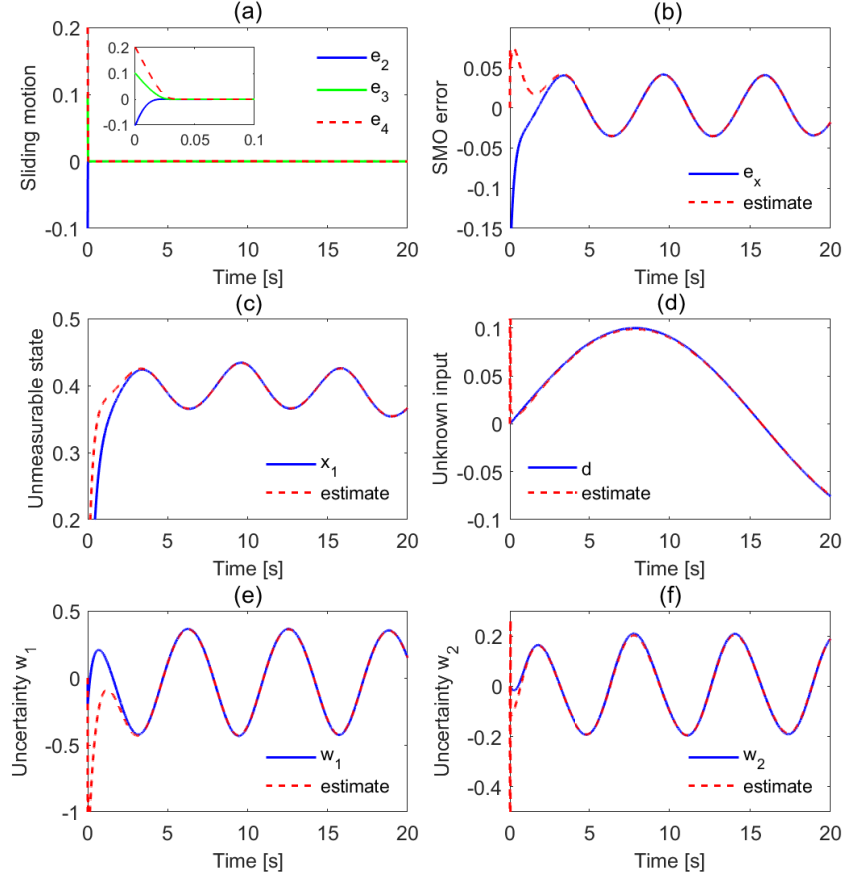 (a)
Sliding motion
0.2
0.1
0
-0.1
0.2
0.1
0
-0.1
0
0.05
0.1
e2
e3
e4
0
5
10
15
20
Time [s]
(b)
SMO error
0.05
0
-0.05
-0.1
-0.15
ex
estimate
0
5
10
15
20
Time [s]
(c)
Unmeasurable state
0.5
0.4
0.3
0.2
x1
estimate
0
5
10
15
20
Time [s]
(d)
Unknown input
0.1
0.05
0
-0.05
-0.1
d
estimate
0
5
10
15
20
Time [s]
(e)
Uncertainty w1
0.5
0
-0.5
-1
w1
estimate
0
5
10
15
20
Time [s]
(f)
Uncertainty w2
0.2
0
-0.2
-0.4
w2
estimate
0
5
10
15
20
Time [s]